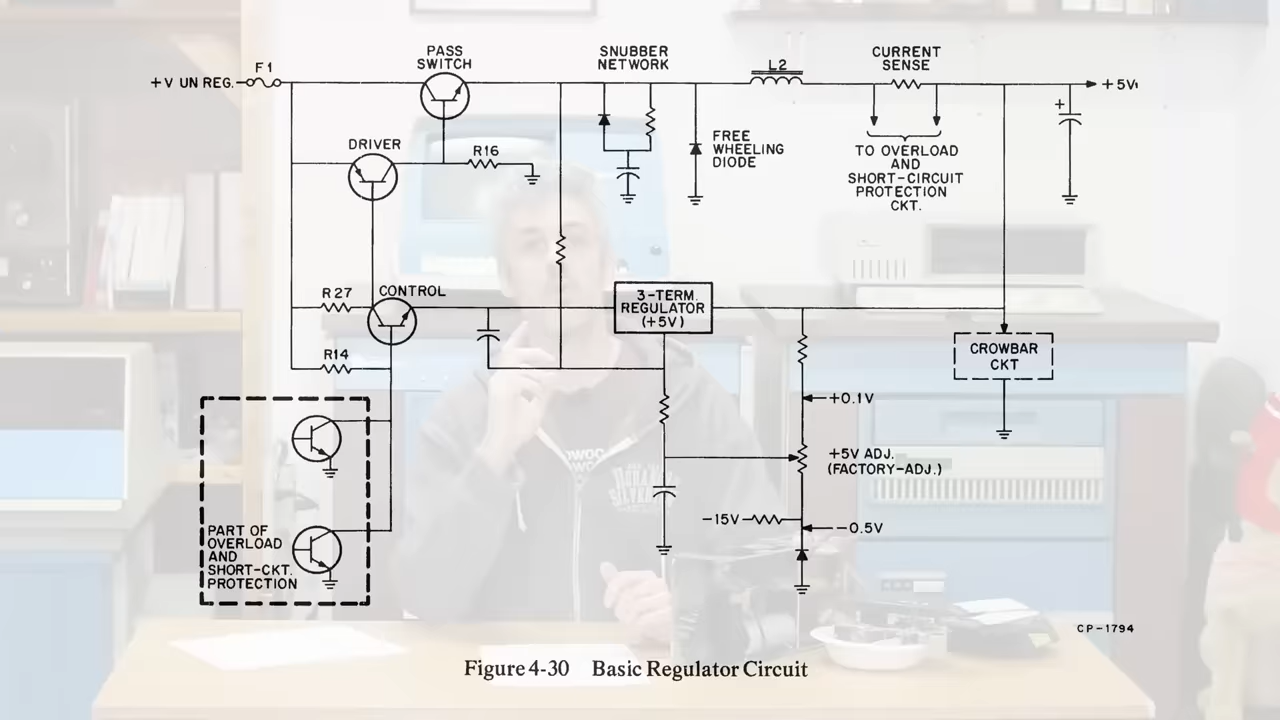 PASS
SWITCH
SNUBBER
NETWORK
L2
CURRENT
SENSE
+V UN REG.
F1
+5V
DRIVER
R16
FREE
WHEELING
DIODE
TO OVERLOAD
AND
SHORT-CIRCUIT
PROTECTION
CKT.
+
R27
CONTROL
3-TERM.
REGULATOR
(+5V)
R14
CROWBAR
CKT
+0.1V
+5V ADJ.
(FACTORY-ADJ.)
-15V
-0.5V
PART OF
OVERLOAD
AND
SHORT-CKT.
PROTECTION
CP-1794
Figure 4-30 Basic Regulator Circuit